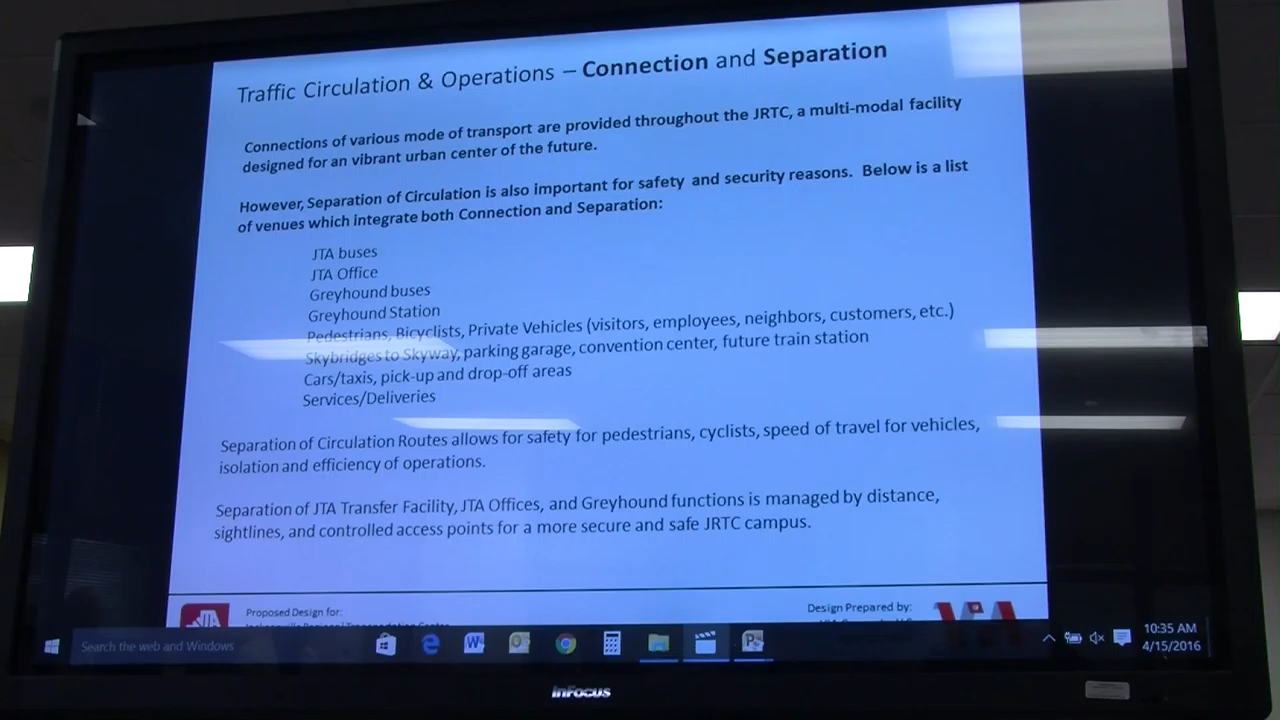 Traffic Circulation & Operations – Connection and Separation
Connections of various mode of transport are provided throughout the JRTC, a multi-modal facility
designed for an vibrant urban center of the future.
However, Separation of Circulation is also important for safety and security reasons. Below is a list
of venues which integrate both Connection and Separation:
JTA buses
JTA Office
Greyhound buses
Greyhound Station
Pedestrians, Bicyclists, Private Vehicles (visitors, employees, neighbors, customers, etc.)
Skybridges to Skyway, parking garage, convention center, future train station
Cars/taxis, pick-up and drop-off areas
Services/Deliveries
Separation of Circulation Routes allows for safety for pedestrians, cyclists, speed of travel for vehicles,
isolation and efficiency of operations.
Separation of JTA Transfer Facility, JTA Offices, and Greyhound functions is managed by distance,
sightlines, and controlled access points for a more secure and safe JRTC campus.
Proposed Design for:
Design Prepared by:
Search the web and Windows
10:35 AM
4/15/2016
InFocus